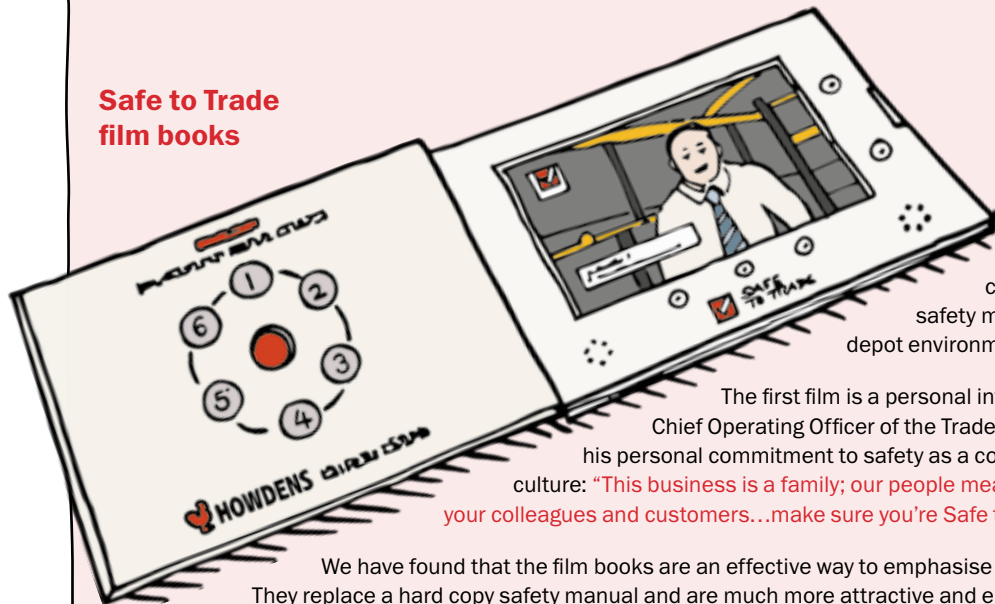 Safe to Trade
film books
1
2
3
4
5
6
HOWDENS
SAFE
TO TRADE
c
safety m
depot environm
The first film is a personal in
Chief Operating Officer of the Trade
his personal commitment to safety as a co
culture: “This business is a family; our people mea
your colleagues and customers…make sure you’re Safe
We have found that the film books are an effective way to emphasise
They replace a hard copy safety manual and are much more attractive and e